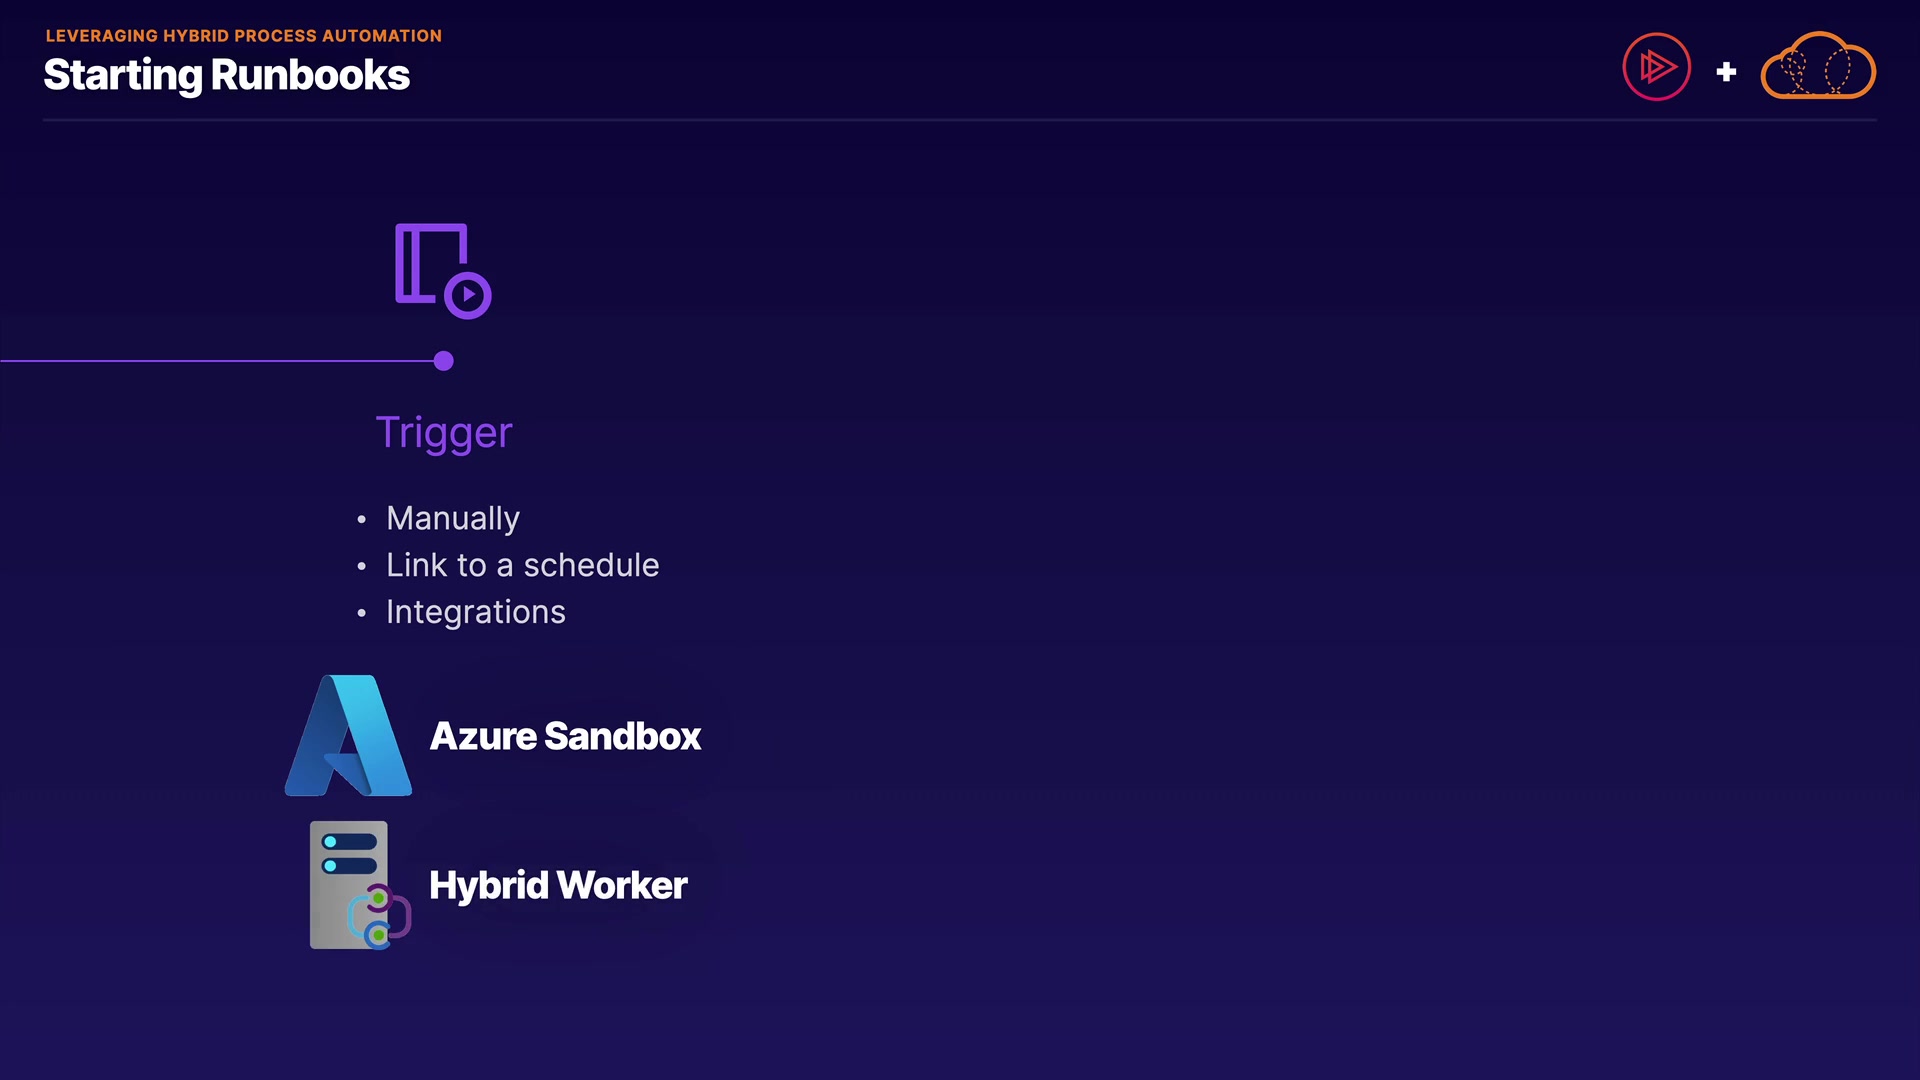 LEVERAGING HYBRID PROCESS AUTOMATION
Starting Runbooks
Trigger
• Manually
• Link to a schedule
• Integrations
Azure Sandbox
Hybrid Worker